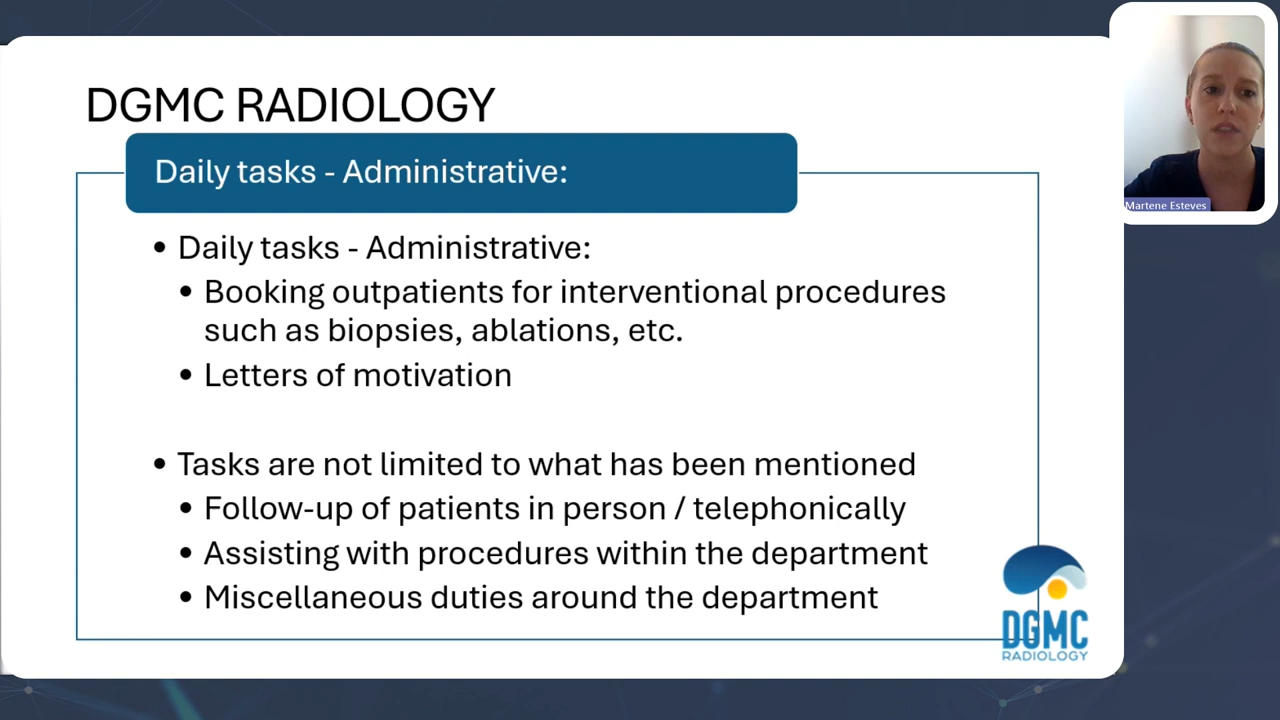 DGMC RADIOLOGY
Daily tasks - Administrative:
• Daily tasks - Administrative:
• Booking outpatients for interventional procedures
such as biopsies, ablations, etc.
• Letters of motivation
• Tasks are not limited to what has been mentioned
• Follow-up of patients in person / telephonically
• Assisting with procedures within the department
• Miscellaneous duties around the department
DGMC
RADIOLOGY
Martene Esteves